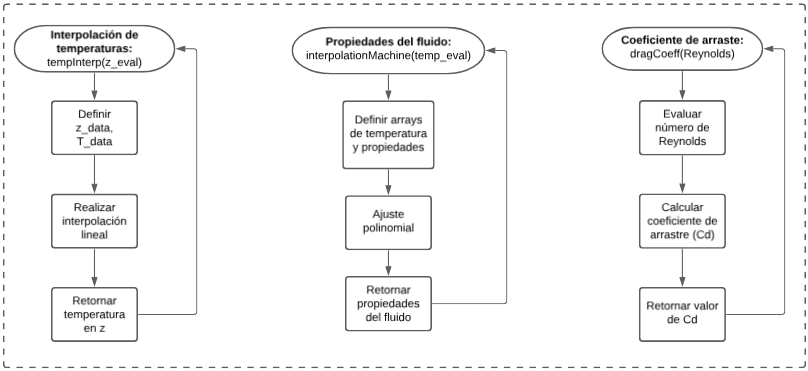 Interpolación de
temperaturas:
tempInterp(z_eval)
Definir
z_data,
T_data
Realizar
interpolación
lineal
Retornar
temperatura
en z
Propiedades del fluido:
interpolationMachine(temp_eval)
Definir arrays
de temperatura
y propiedades
Ajuste
polinomial
Retornar
propiedades
del fluido
Coeficiente de arraste:
dragCoeff(Reynolds)
Evaluar
número de
Reynolds
Calcular
coeficiente de
arrastre (Cd)
Retornar valor
de Cd